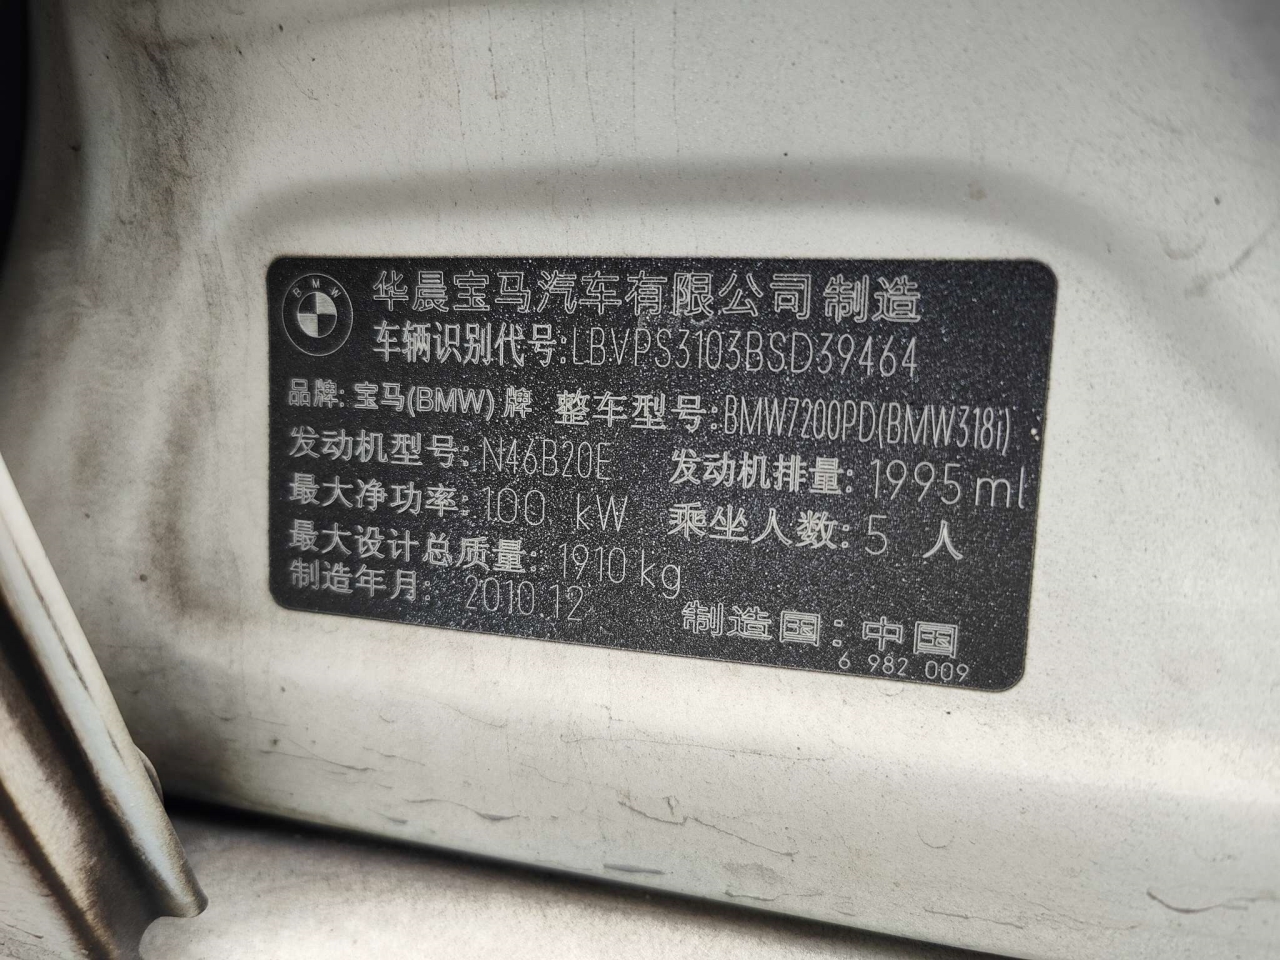 BMW
华晨宝马汽车有限公司 制造
车辆识别代号:LBVPS3103BSD39464
品牌: 宝马(BMW) 牌 整车型号:BMW7200PD(BMW318i)
发动机型号: N46B20E 发动机排量: 1995 ml
最大净功率: 100 kW 乘坐人数: 5 人
最大设计总质量: 1910 kg
制造年月: 2010.12 制造国: 中国
6 982 009